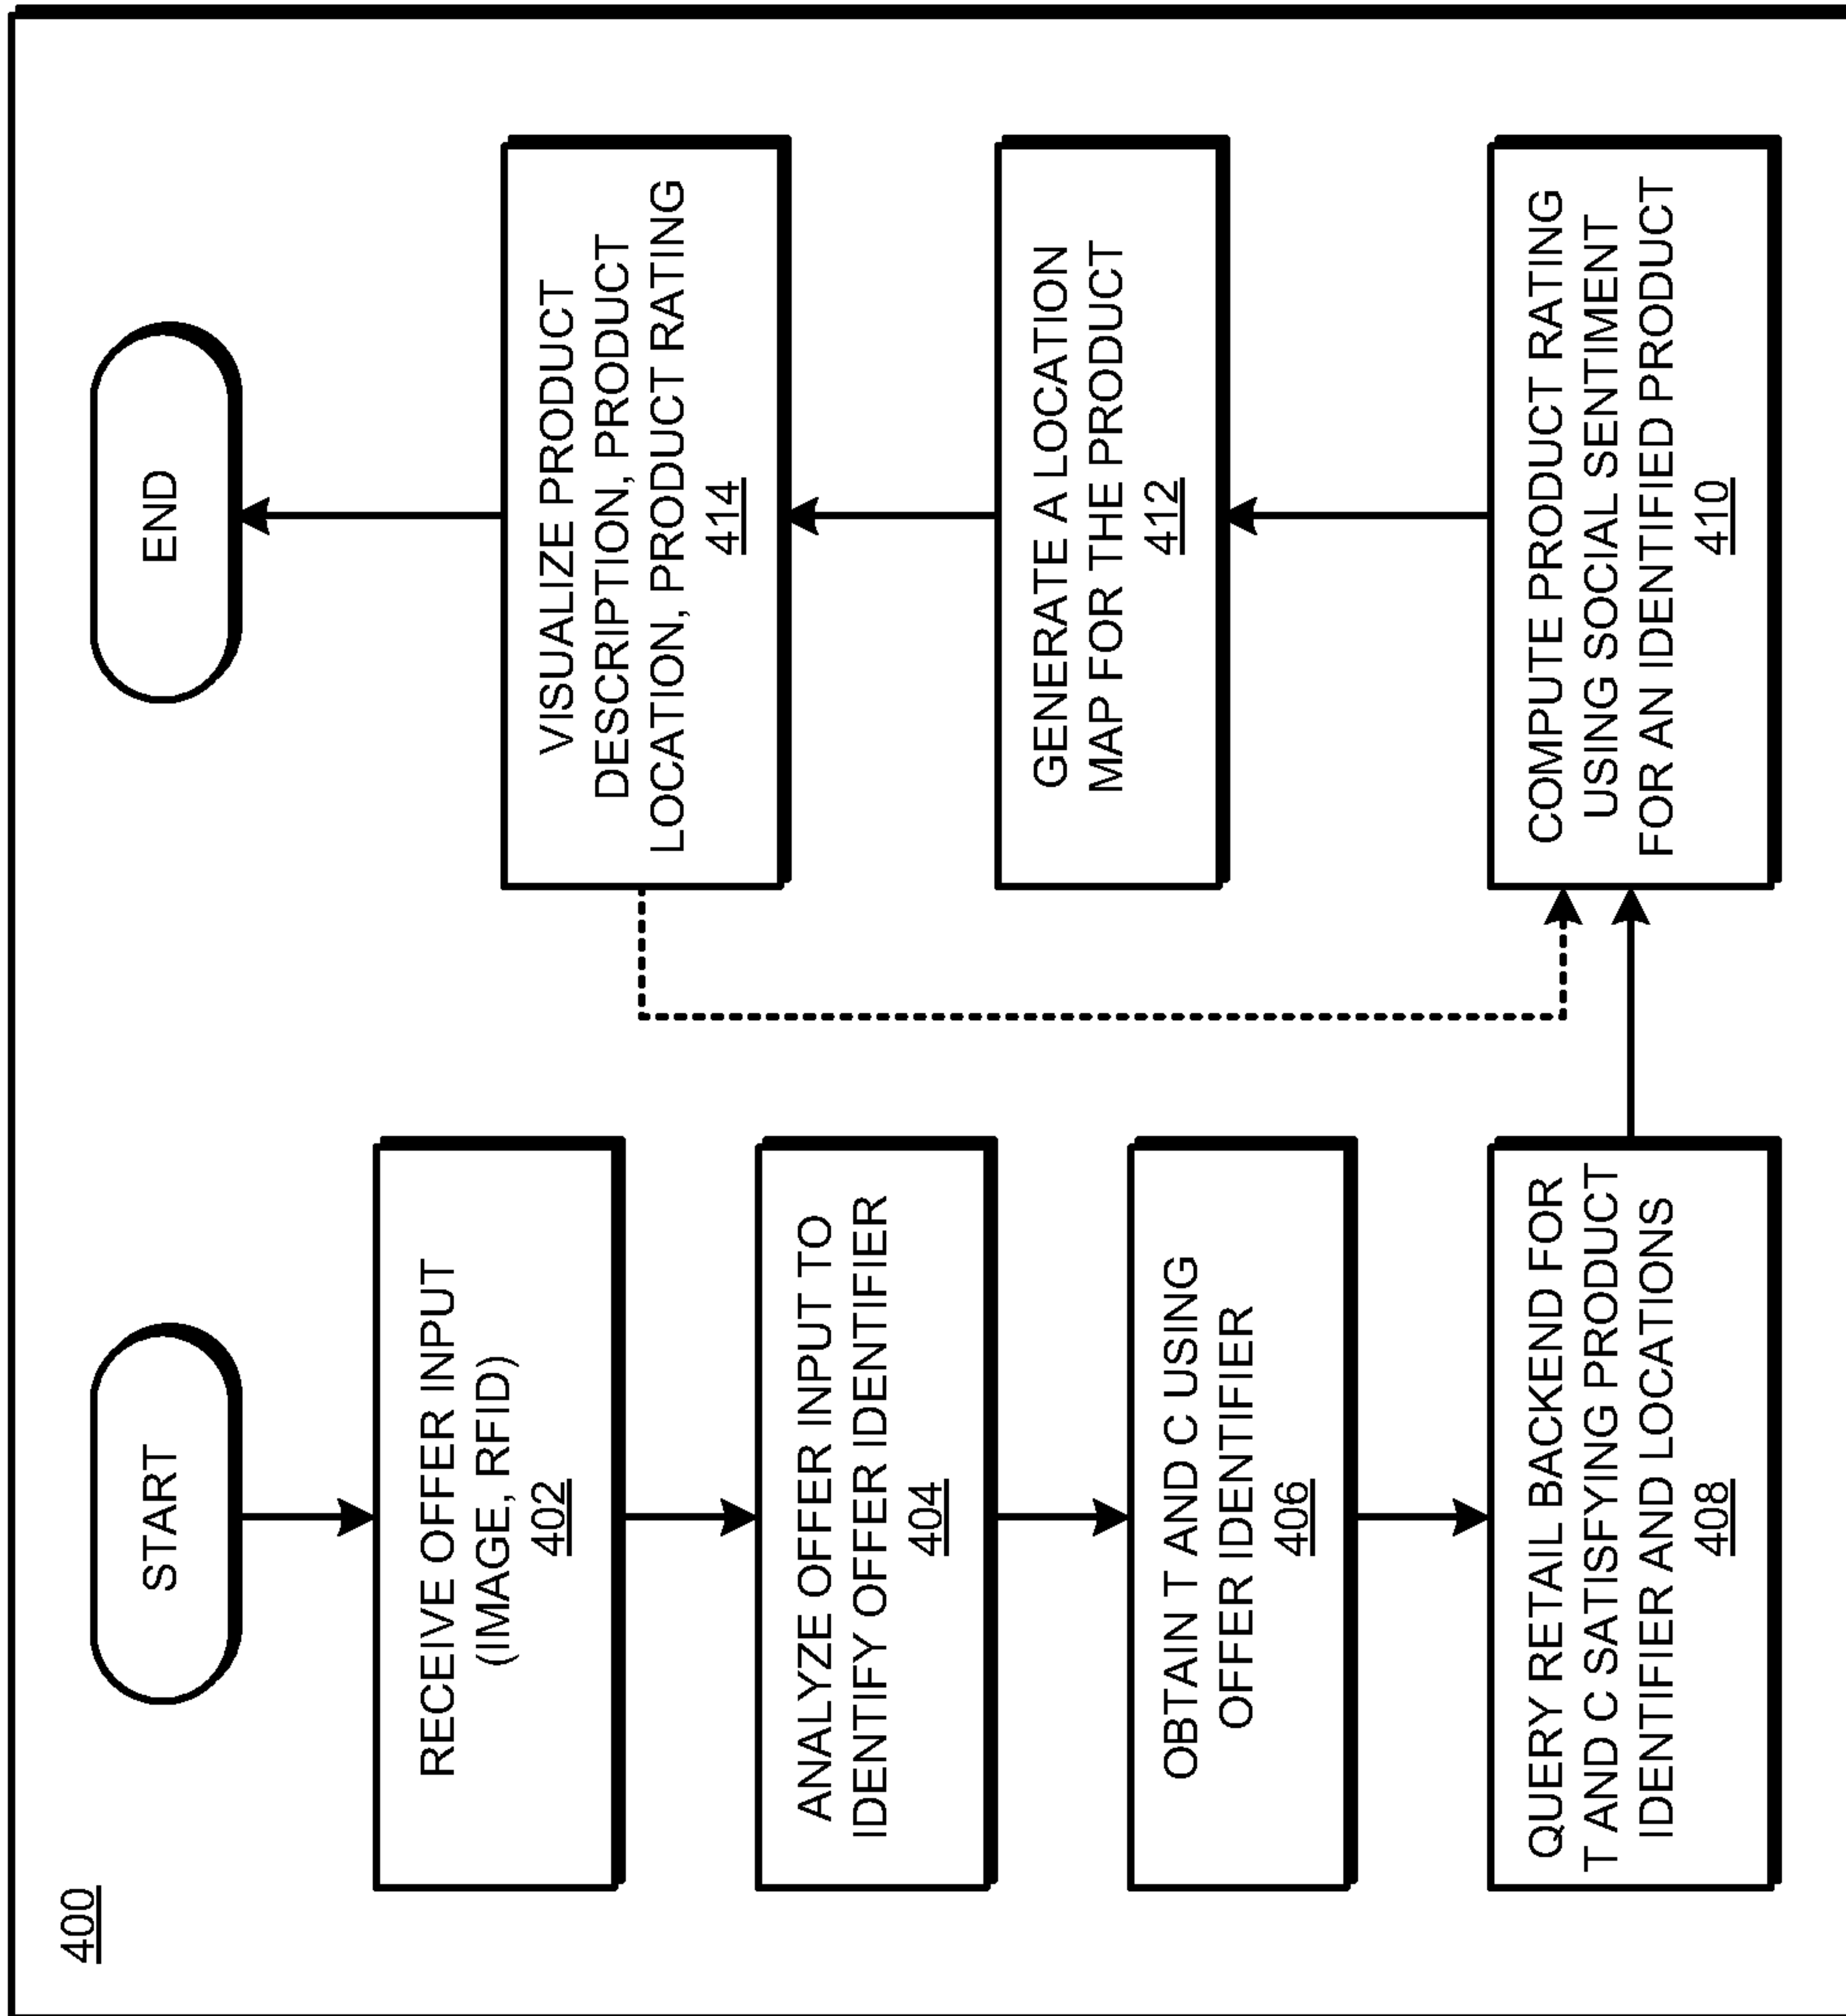 400
START
RECEIVE OFFER INPUT
(IMAGE, RFID)
402
ANALYZE OFFER INPUT TO
IDENTIFY OFFER IDENTIFIER
404
OBTAIN T AND C USING
OFFER IDENTIFIER
406
QUERY RETAIL BACKEND FOR
T AND C SATISFYING PRODUCT
IDENTIFIER AND LOCATIONS
408
COMPUTE PRODUCT RATING
USING SOCIAL SENTIMENT
FOR AN IDENTIFIED PRODUCT
410
GENERATE A LOCATION
MAP FOR THE PRODUCT
412
VISUALIZE PRODUCT
DESCRIPTION, PRODUCT
LOCATION, PRODUCT RATING
414
END